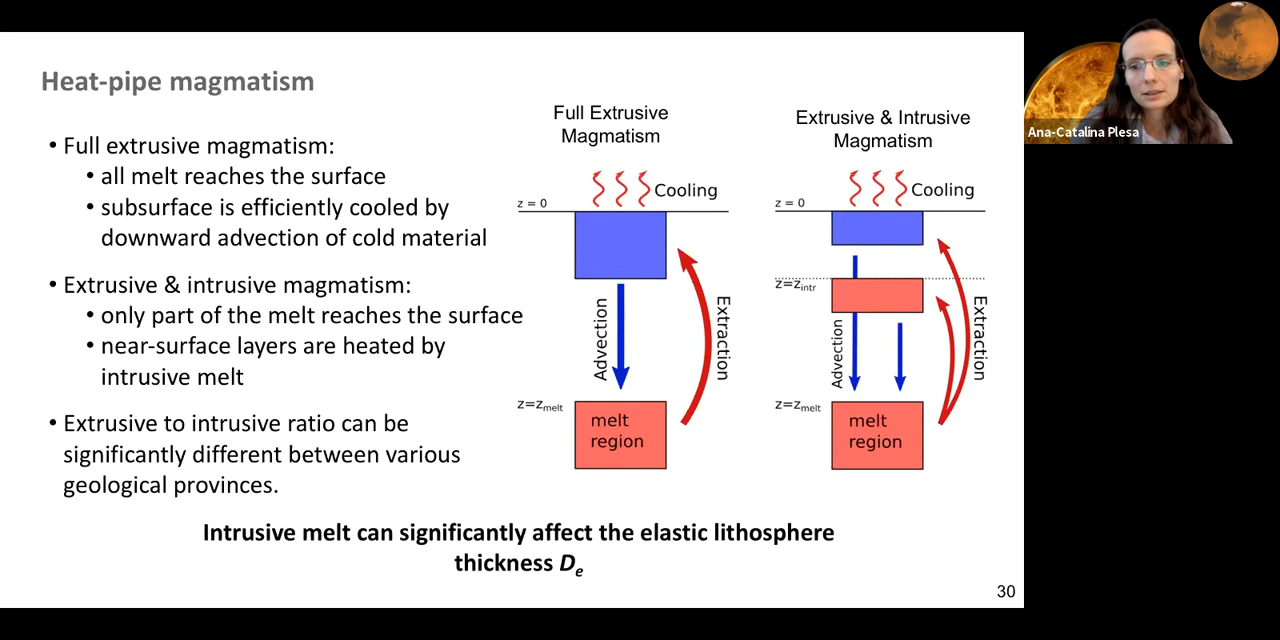 Heat-pipe magmatism
• Full extrusive magmatism:
• all melt reaches the surface
• subsurface is efficiently cooled by
downward advection of cold material
• Extrusive & intrusive magmatism:
• only part of the melt reaches the surface
• near-surface layers are heated by
intrusive melt
• Extrusive to intrusive ratio can be
significantly different between various
geological provinces.
Full Extrusive
Magmatism
Cooling
z = 0
Advection
Extraction
z=zmelt
melt
region
Extrusive & Intrusive
Magmatism
Cooling
z = 0
z=zintr
Advection
Extraction
z=zmelt
melt
region
Intrusive melt can significantly affect the elastic lithosphere
thickness De
30
Ana-Catalina Plesa